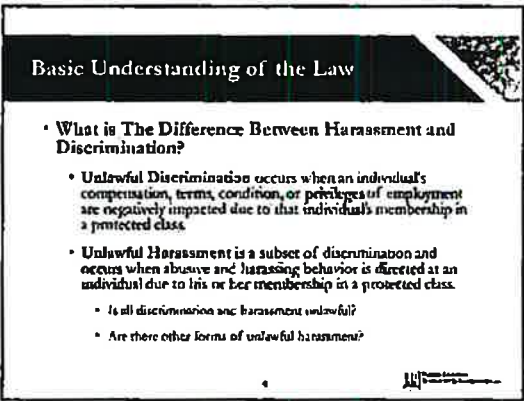 Basic Understanding of the Law
• What is The Difference Between Harassment and
Discrimination?
• Unlawful Discrimination occurs when an individual's
compensation, terms, condition, or privileges of employment
are negatively impacted due to that individual's membership in
a protected class.
• Unlawful Harassment is a subset of discrimination and
occurs when abusive and harassing behavior is directed at an
individual due to his or her membership in a protected class.
• Is all discrimination and harassment unlawful?
• Are there other forms of unlawful harassment?